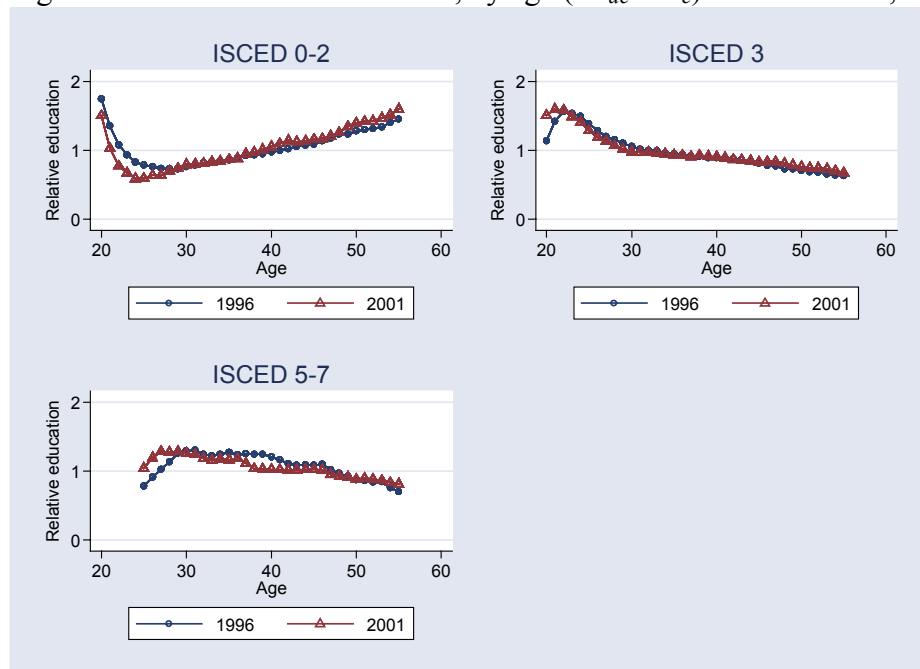 ISCED 0-2
2
1
0
Relative education
20 30 40 50 60
Age
1996 2001
ISCED 3
2
1
0
Relative education
20 30 40 50 60
Age
1996 2001
ISCED 5-7
2
1
0
Relative education
20 30 40 50 60
Age
1996 2001